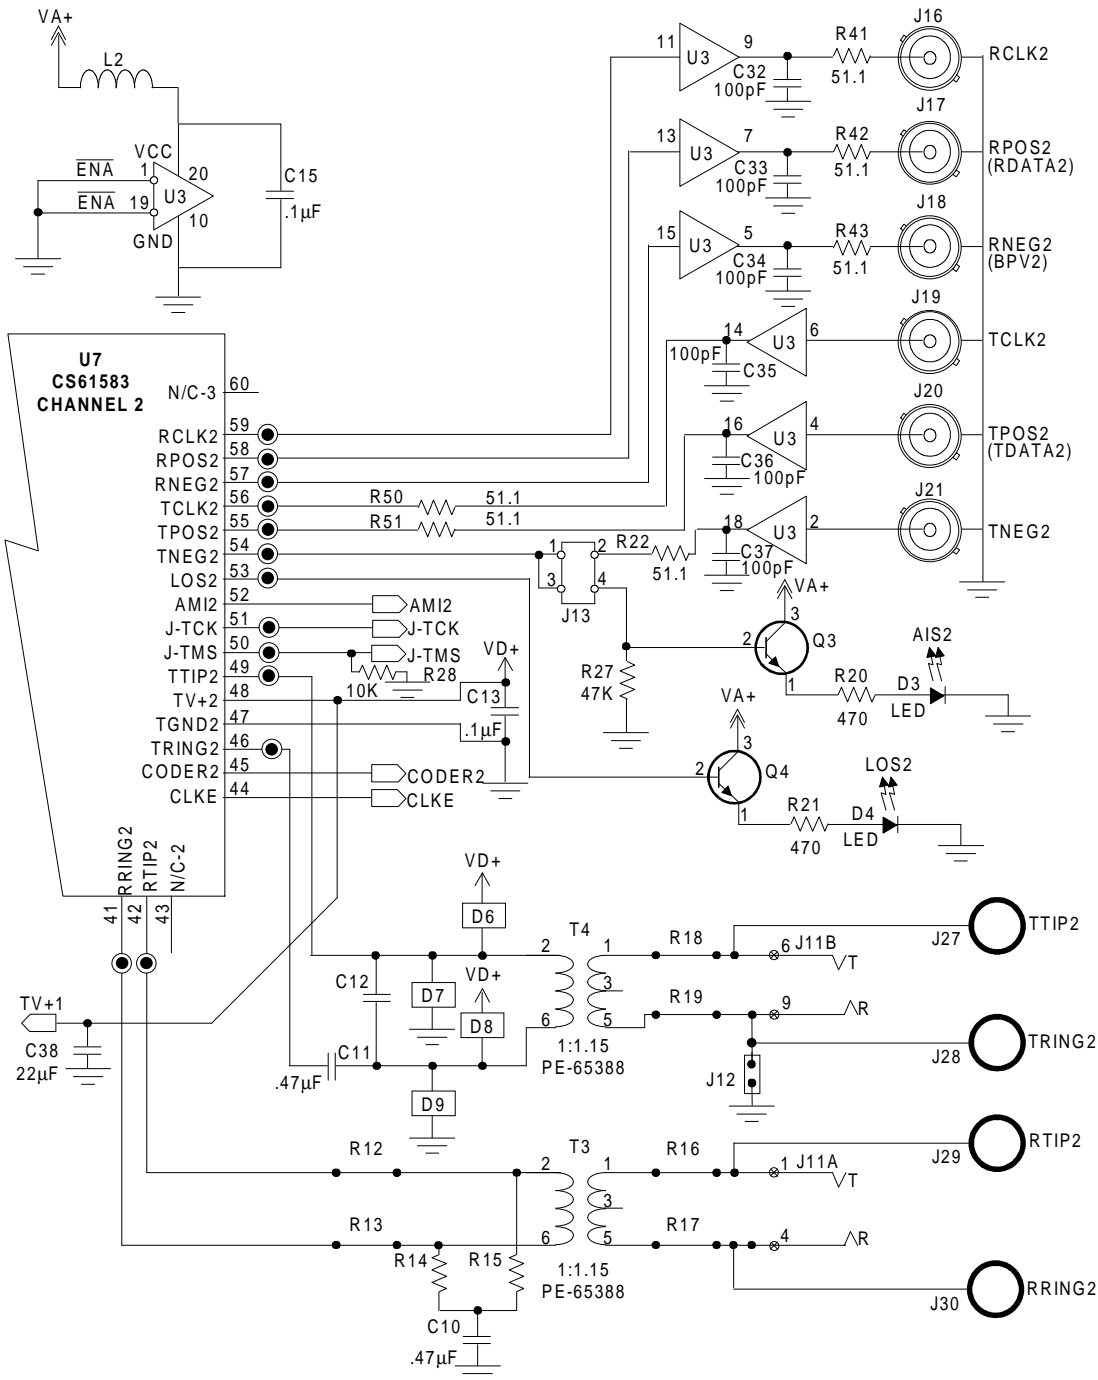 VA+
L2
VCC
ENA 1
20
U3
ENA 19
10
GND
C15
.1µF
J16
11 U3 9
C32
100pF
R41
51.1
RCLK2
J17
13 U3 7
C33
100pF
R42
51.1
RPOS2
(RDATA2)
J18
15 U3 5
C34
100pF
R43
51.1
RNEG2
(BPV2)
J19
14 U3 6
100pF
C35
TCLK2
J20
16 U3 4
C36
100pF
TPOS2
(TDATA2)
J21
18 U3 2
C37
100pF
TNEG2
U7
CS61583
CHANNEL 2
N/C-3 60
RCLK2 59
RPOS2 58
RNEG2 57
TCLK2 56
R50 51.1
TPOS2 55
R51 51.1
TNEG2 54
1 2
3 4
J13
R22
51.1
LOS2 53
AMI2 52
AMI2
J-TCK 51
J-TCK
J-TMS 50
J-TMS
R28
10K
TTIP2 49
TV+2 48
TGND2 47
TRING2 46
CODER2 45
CODER2
CLKE 44
CLKE
VD+
C13
.1µF
R27
47K
VA+
3
2 Q3
1
R20
470
D3
LED
AIS2
VA+
3
2 Q4
1
R21
470
D4
LED
LOS2
RRING2
RTIP2
N/C-2
41
42
43
TV+1
C38
22µF
VD+
D6
C12
D7
VD+
D8
C11
.47µF
D9
T4
2 1
3
6 5
1:1.15
PE-65388
R18
6 J11B
T
R19
9
R
J12
J27
TTIP2
J28
TRING2
R12
R13
R14
R15
C10
.47µF
T3
2 1
3
6 5
1:1.15
PE-65388
R16
1 J11A
T
R17
4
R
J29
RTIP2
J30
RRING2